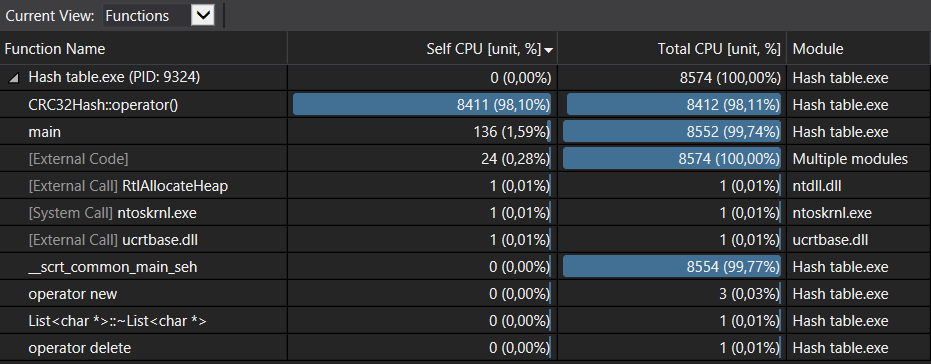 Current View: Functions
Function Name Self CPU [unit, %] Total CPU [unit, %] Module
Hash table.exe (PID: 9324) 0 (0,00%) 8574 (100,00%) Hash table.exe
CRC32Hash::operator() 8411 (98,10%) 8412 (98,11%) Hash table.exe
main 136 (1,59%) 8552 (99,74%) Hash table.exe
[External Code] 24 (0,28%) 8574 (100,00%) Multiple modules
[External Call] RtlAllocateHeap 1 (0,01%) 1 (0,01%) ntdll.dll
[System Call] ntoskrnl.exe 1 (0,01%) 1 (0,01%) ntoskrnl.exe
[External Call] ucrtbase.dll 1 (0,01%) 1 (0,01%) ucrtbase.dll
__scrt_common_main_seh 0 (0,00%) 8554 (99,77%) Hash table.exe
operator new 0 (0,00%) 3 (0,03%) Hash table.exe
List<char *>::~List<char *> 0 (0,00%) 1 (0,01%) Hash table.exe
operator delete 0 (0,00%) 1 (0,01%) Hash table.exe